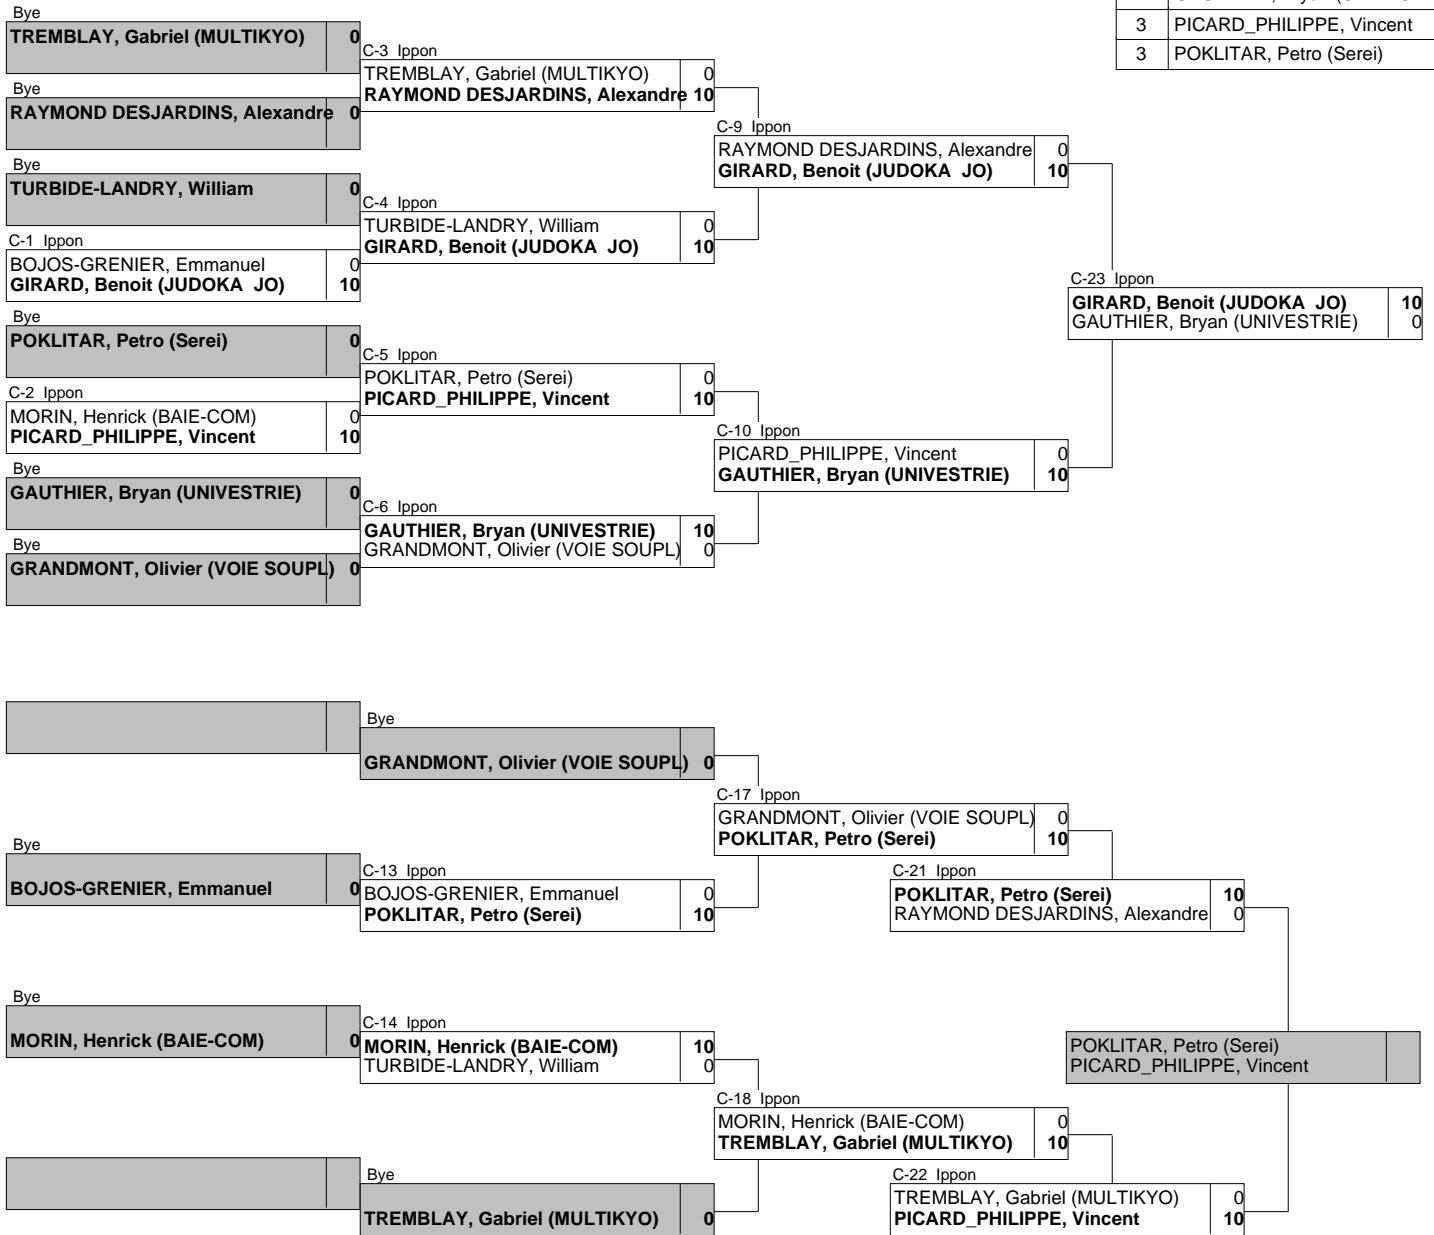 Bye
TREMBLAY, Gabriel (MULTIKYO) 0
Bye
RAYMOND DESJARDINS, Alexandre 0
Bye
TURBIDE-LANDRY, William 0
C-1 Ippon
BOJOS-GRENIER, Emmanuel 0
GIRARD, Benoit (JUDOKA JO) 10
Bye
POKLITAR, Petro (Serei) 0
C-2 Ippon
MORIN, Henrick (BAIE-COM) 0
PICARD_PHILIPPE, Vincent 10
Bye
GAUTHIER, Bryan (UNIVESTRIE) 0
Bye
GRANDMONT, Olivier (VOIE SOUPL) 0
C-3 Ippon
TREMBLAY, Gabriel (MULTIKYO) 0
RAYMOND DESJARDINS, Alexandre 10
C-4 Ippon
TURBIDE-LANDRY, William 0
GIRARD, Benoit (JUDOKA JO) 10
C-5 Ippon
POKLITAR, Petro (Serei) 0
PICARD_PHILIPPE, Vincent 10
C-6 Ippon
GAUTHIER, Bryan (UNIVESTRIE) 10
GRANDMONT, Olivier (VOIE SOUPL) 0
C-9 Ippon
RAYMOND DESJARDINS, Alexandre 0
GIRARD, Benoit (JUDOKA JO) 10
C-10 Ippon
PICARD_PHILIPPE, Vincent 0
GAUTHIER, Bryan (UNIVESTRIE) 10
3 PICARD_PHILIPPE, Vincent
3 POKLITAR, Petro (Serei)
C-23 Ippon
GIRARD, Benoit (JUDOKA JO) 10
GAUTHIER, Bryan (UNIVESTRIE) 0
Bye
BOJOS-GRENIER, Emmanuel 0
Bye
MORIN, Henrick (BAIE-COM) 0
Bye
GRANDMONT, Olivier (VOIE SOUPL) 0
C-13 Ippon
BOJOS-GRENIER, Emmanuel 0
POKLITAR, Petro (Serei) 10
C-14 Ippon
MORIN, Henrick (BAIE-COM) 10
TURBIDE-LANDRY, William 0
Bye
TREMBLAY, Gabriel (MULTIKYO) 0
C-17 Ippon
GRANDMONT, Olivier (VOIE SOUPL) 0
POKLITAR, Petro (Serei) 10
C-21 Ippon
POKLITAR, Petro (Serei) 10
RAYMOND DESJARDINS, Alexandre 0
C-18 Ippon
MORIN, Henrick (BAIE-COM) 0
TREMBLAY, Gabriel (MULTIKYO) 10
C-22 Ippon
TREMBLAY, Gabriel (MULTIKYO) 0
PICARD_PHILIPPE, Vincent 10
POKLITAR, Petro (Serei)
PICARD_PHILIPPE, Vincent